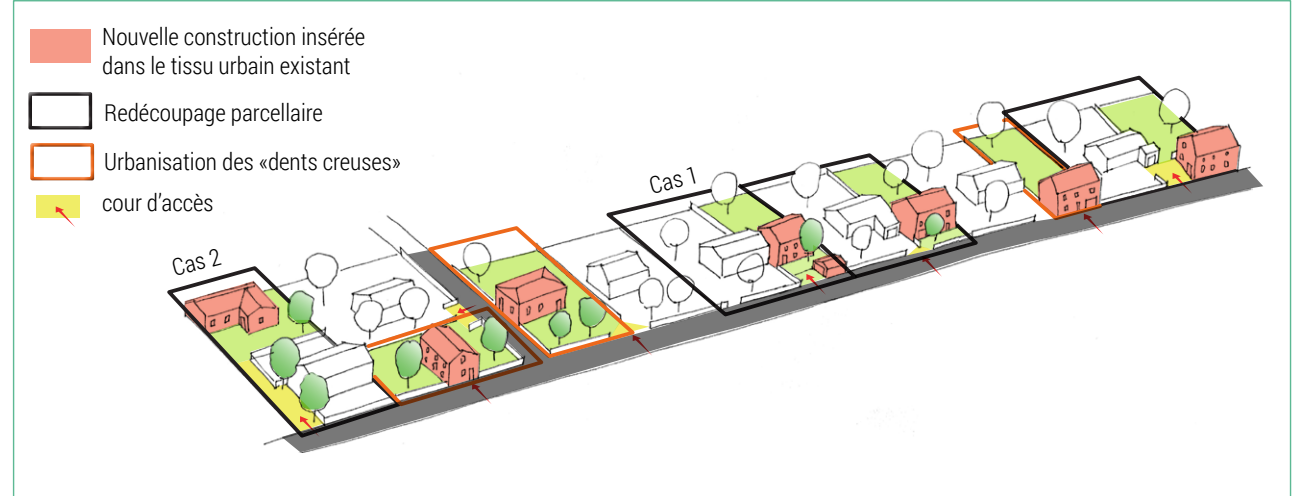 Nouvelle construction insérée
dans le tissu urbain existant
Redécoupage parcellaire
Urbanisation des «dents creuses»
cour d'accès
Cas 1
Cas 2